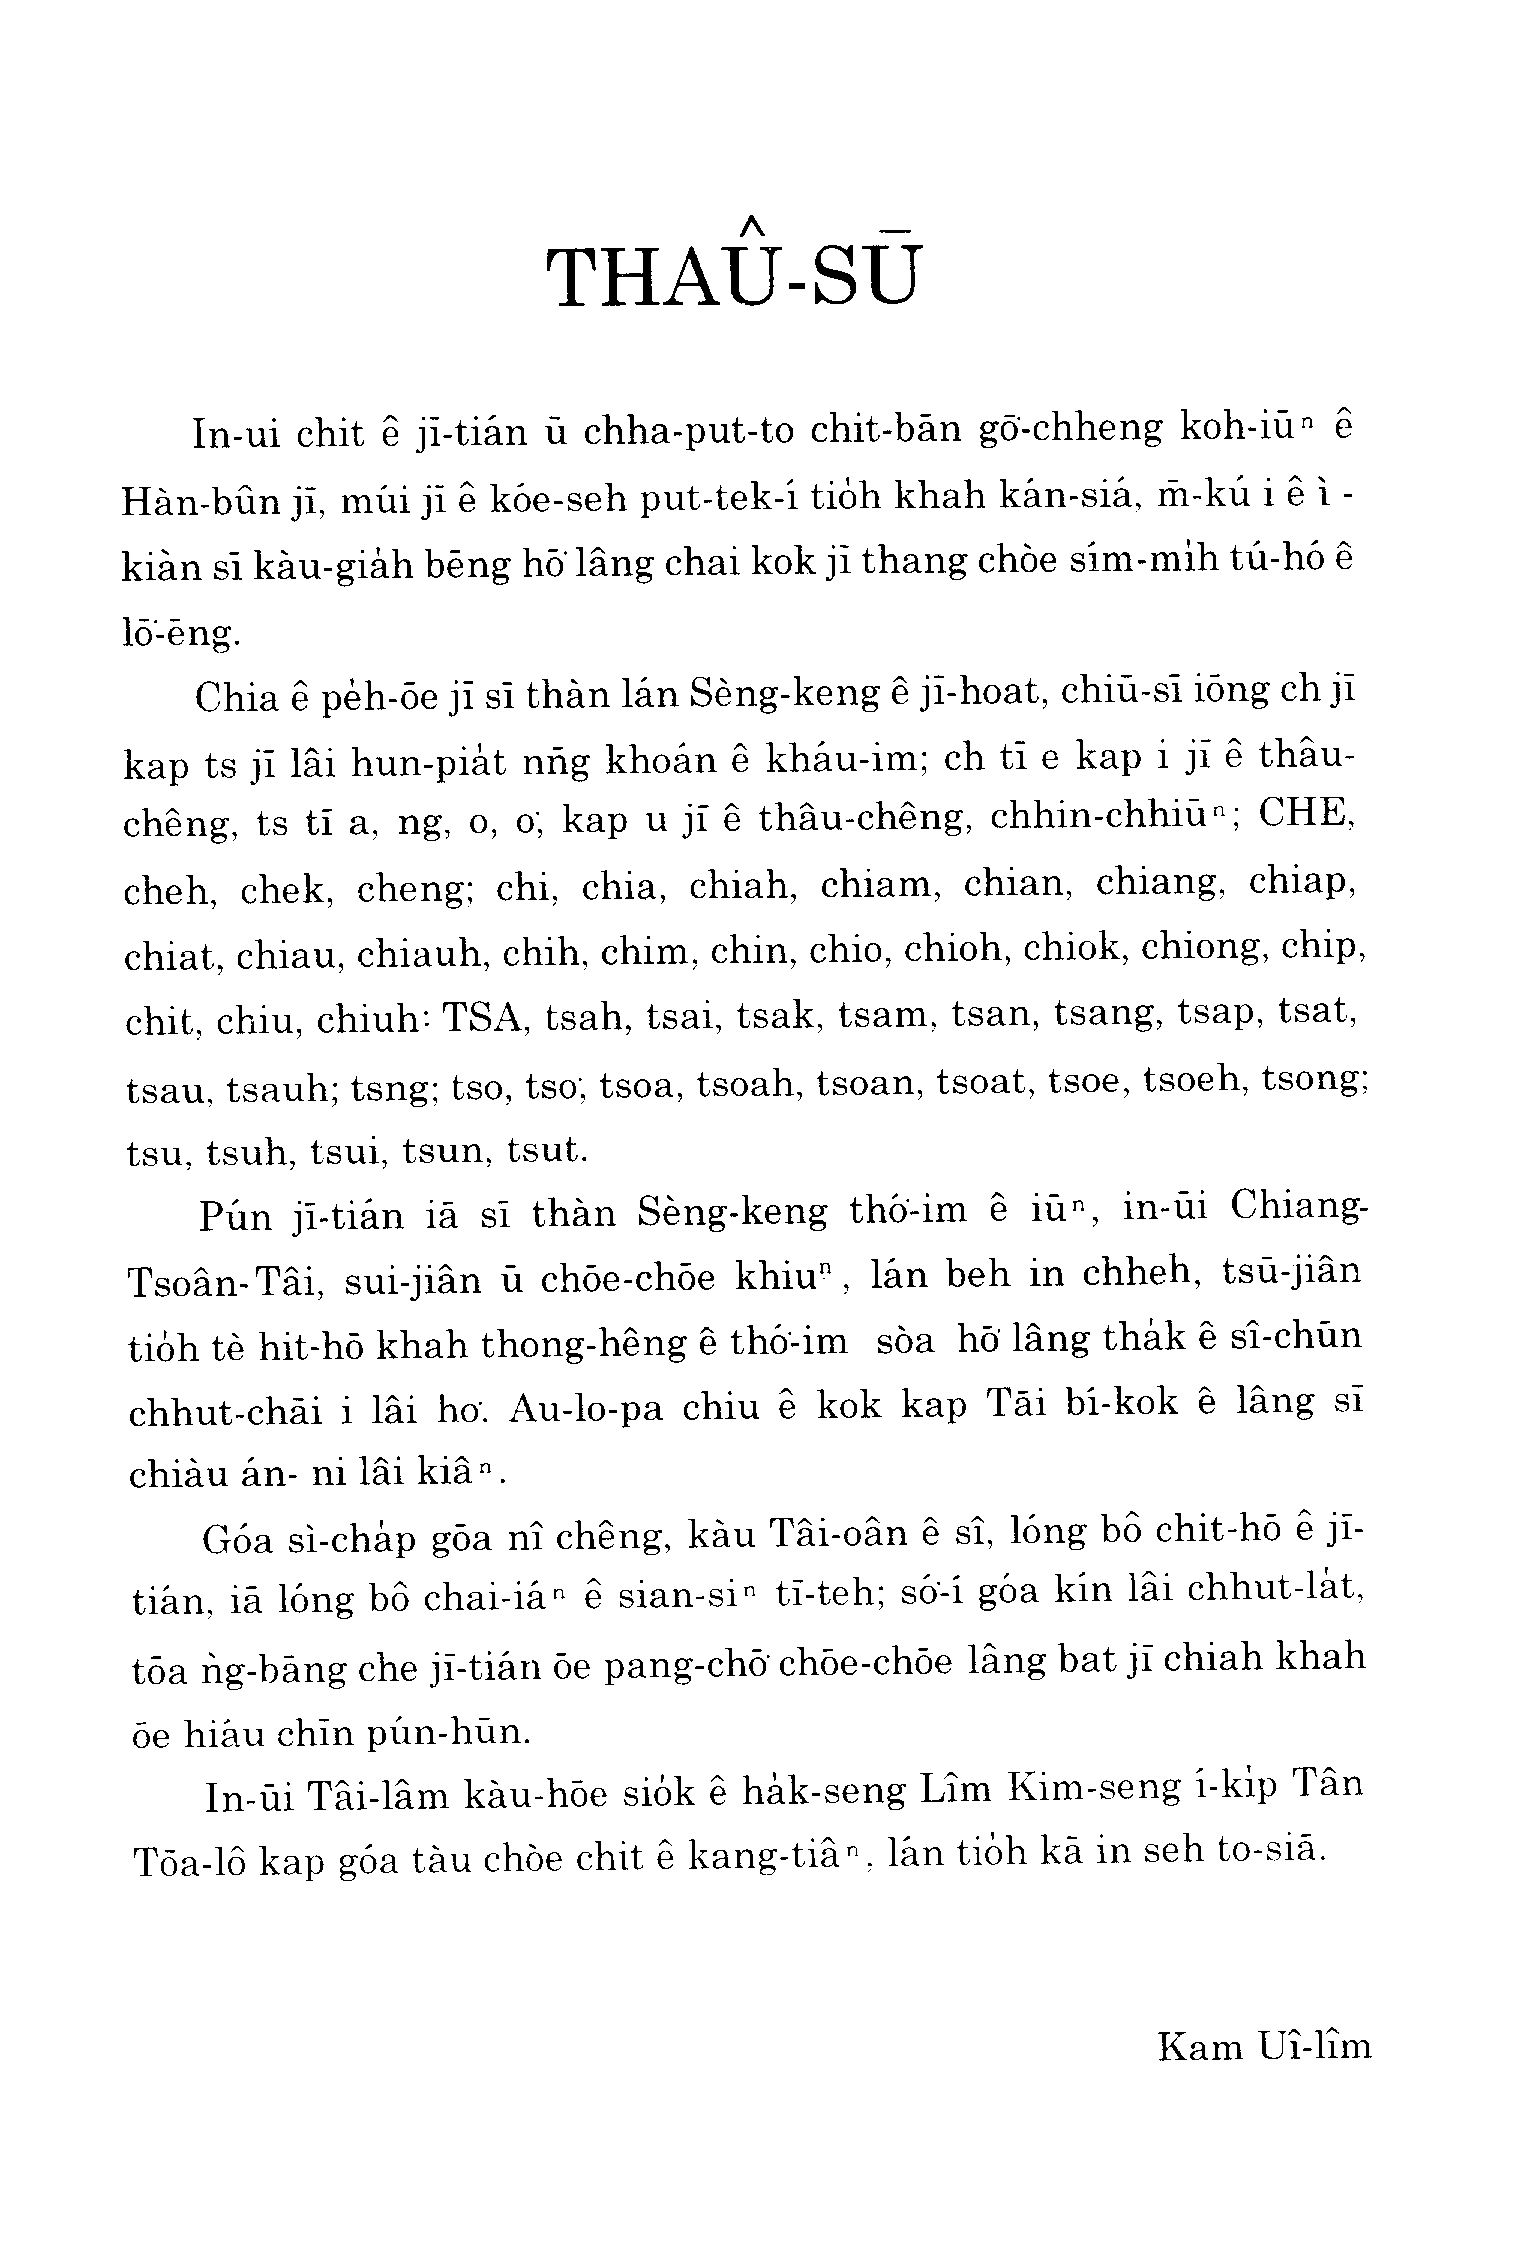 THAÛ-SŪ
In-ui chit ê jī-tián ū chha-put-to chit-bān gō͘-chheng koh-iūⁿ ê
Hàn-bûn jī, múi jī ê kóe-seh put-tek-í tio̍h khah kán-siá, m̄-kú i ê ì -
kiàn sī kàu-gia̍h bēng hō͘ lâng chai kok jī thang chòe sím-mi̍h tú-hó ê
lō͘-ēng.
Chia ê pe̍h-ōe jī sī thàn lán Sèng-keng ê jī-hoat, chiū-sī iōng ch jī
kap ts jī lâi hun-pia̍t nn̄g khoán ê kháu-im; ch tī e kap i jī ê thâu-
chêng, ts tī a, ng, o, o͘, kap u jī ê thâu-chêng, chhin-chhiūⁿ; CHE,
cheh, chek, cheng; chi, chia, chiah, chiam, chian, chiang, chiap,
chiat, chiau, chiauh, chih, chim, chin, chio, chioh, chiok, chiong, chip,
chit, chiu, chiuh: TSA, tsah, tsai, tsak, tsam, tsan, tsang, tsap, tsat,
tsau, tsauh; tsng; tso, tso͘, tsoa, tsoah, tsoan, tsoat, tsoe, tsoeh, tsong;
tsu, tsuh, tsui, tsun, tsut.
Pún jī-tián iā sī thàn Sèng-keng thó͘-im ê iūⁿ, in-ūi Chiang-
Tsoân-Tâi, sui-jiân ū chōe-chōe khiuⁿ, lán beh in chheh, tsū-jiân
tio̍h tè hit-hō khah thong-hêng ê thó͘-im sòa hō͘ lâng tha̍k ê sî-chūn
chhut-chāi i lâi ho͘. Au-lo-pa chiu ê kok kap Tāi bí-kok ê lâng sī
chiàu án- ni lâi kiâⁿ.
Góa sì-cha̍p gōa nî chêng, kàu Tâi-oân ê sî, lóng bô chit-hō ê jī-
tián, iā lóng bô chai-iáⁿ ê sian-siⁿ tī-teh; só͘-í góa kín lâi chhut-la̍t,
tōa ǹg-bāng che jī-tián ōe pang-chō͘ chōe-chōe lâng bat jī chiah khah
ōe hiáu chīn pún-hūn.
In-ūi Tâi-lâm kàu-hōe sio̍k ê ha̍k-seng Lîm Kim-seng í-ki̍p Tân
Tōa-lô kap góa tàu chòe chit ê kang-tiâⁿ, lán tio̍h kā in seh to-siā.
Kam Uî-lîm